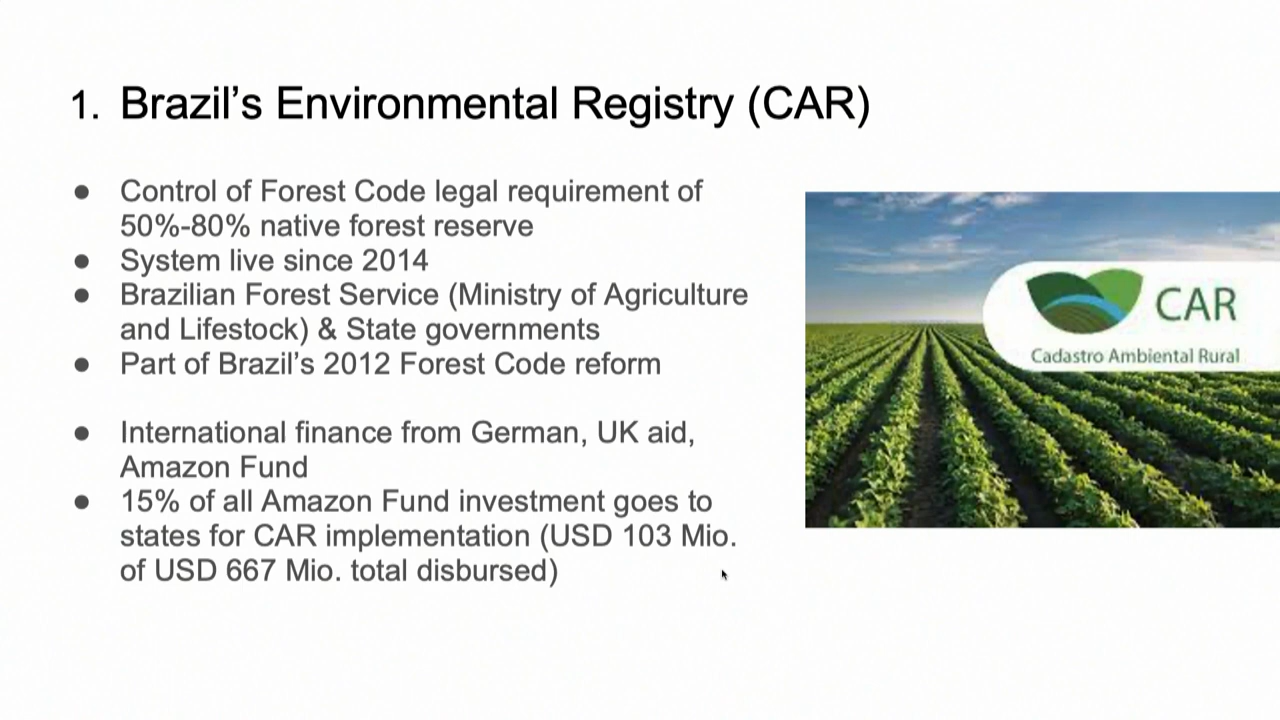 1. Brazil’s Environmental Registry (CAR)
● Control of Forest Code legal requirement of
50%-80% native forest reserve
● System live since 2014
● Brazilian Forest Service (Ministry of Agriculture
and Lifestock) & State governments
● Part of Brazil’s 2012 Forest Code reform
● International finance from German, UK aid,
Amazon Fund
● 15% of all Amazon Fund investment goes to
states for CAR implementation (USD 103 Mio.
of USD 667 Mio. total disbursed)
CAR
Cadastro Ambiental Rural